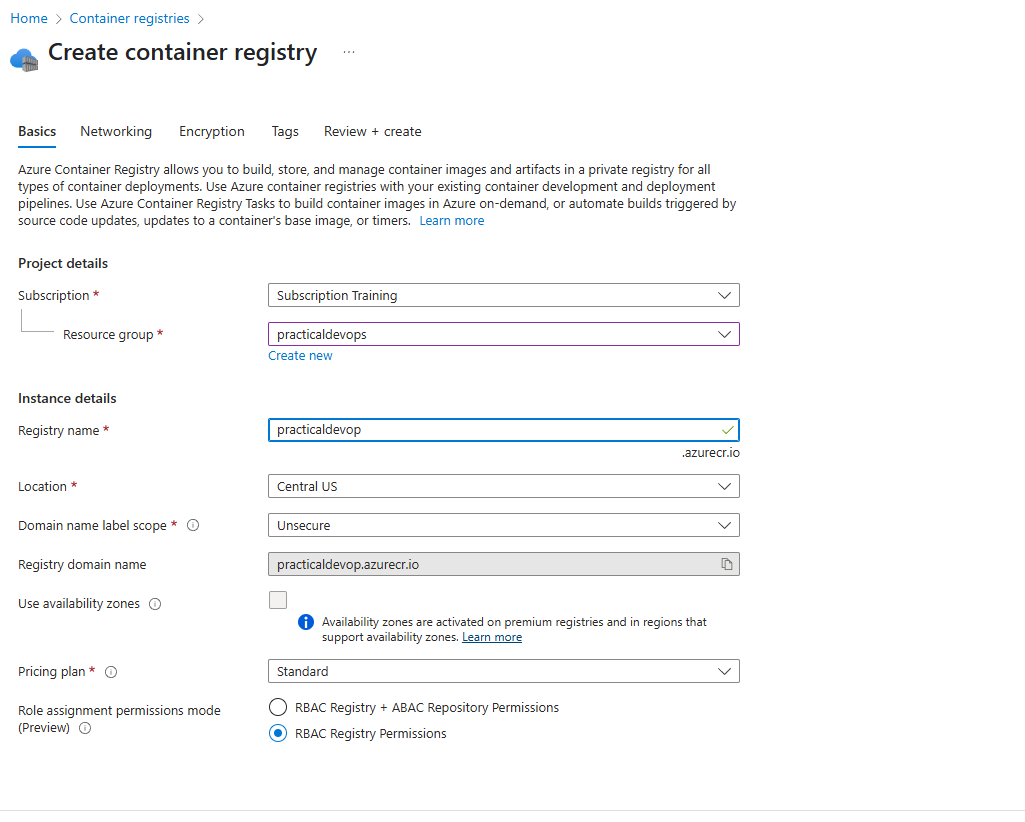 Home > Container registries >
Create container registry ...
Basics Networking Encryption Tags Review + create
Azure Container Registry allows you to build, store, and manage container images and artifacts in a private registry for all
types of container deployments. Use Azure container registries with your existing container development and deployment
pipelines. Use Azure Container Registry Tasks to build container images in Azure on-demand, or automate builds triggered by
source code updates, updates to a container's base image, or timers. Learn more
Project details
Subscription * Subscription Training
Resource group * practicaldevops
Create new
Instance details
Registry name * practicaldevop
.azurecr.io
Location * Central US
Domain name label scope * Unsecure
Registry domain name practicaldevop.azurecr.io
Use availability zones
Availability zones are activated on premium registries and in regions that
support availability zones. Learn more
Pricing plan * Standard
Role assignment permissions mode RBAC Registry + ABAC Repository Permissions
(Preview) RBAC Registry Permissions